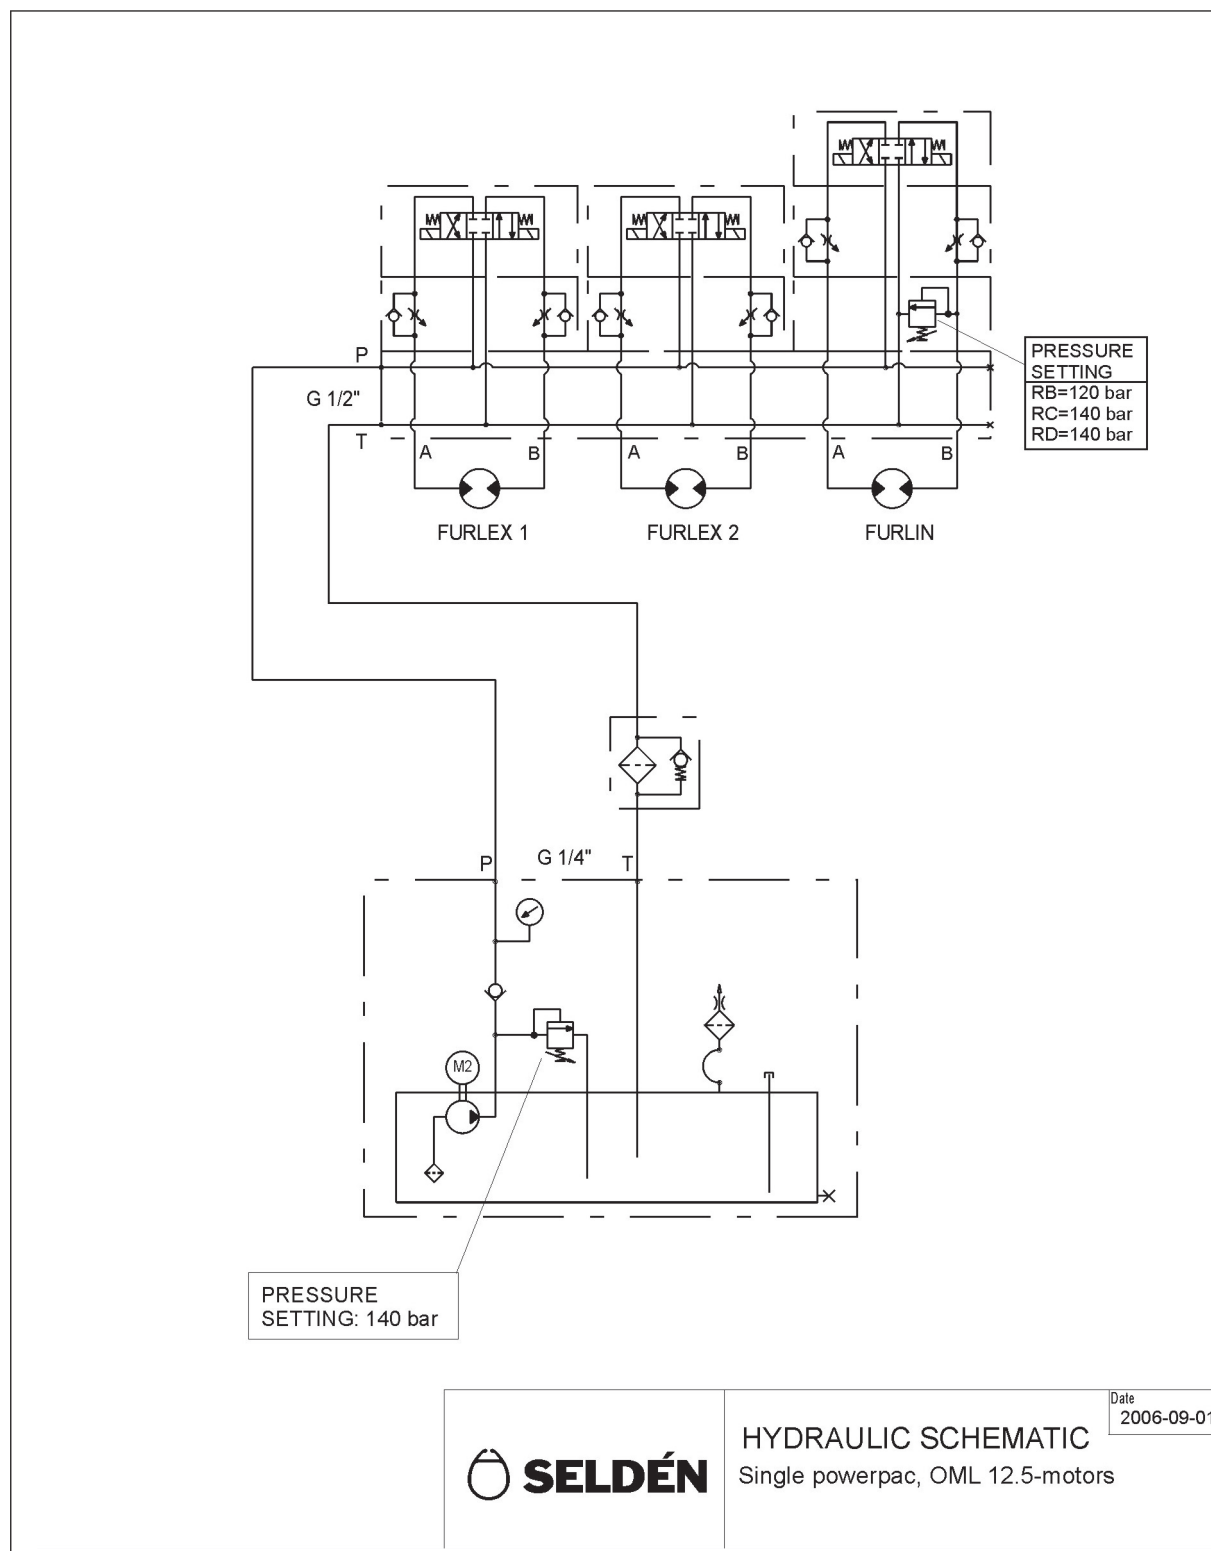 P
G 1/2"
T
PRESSURE
SETTING
RB=120 bar
RC=140 bar
RD=140 bar
A
B
A
B
A
B
FURLEX 1
FURLEX 2
FURLIN
P
G 1/4"
T
M2
PRESSURE
SETTING: 140 bar
SELDÉN
HYDRAULIC SCHEMATIC
Single powerpac, OML 12.5-motors
Date
2006-09-01